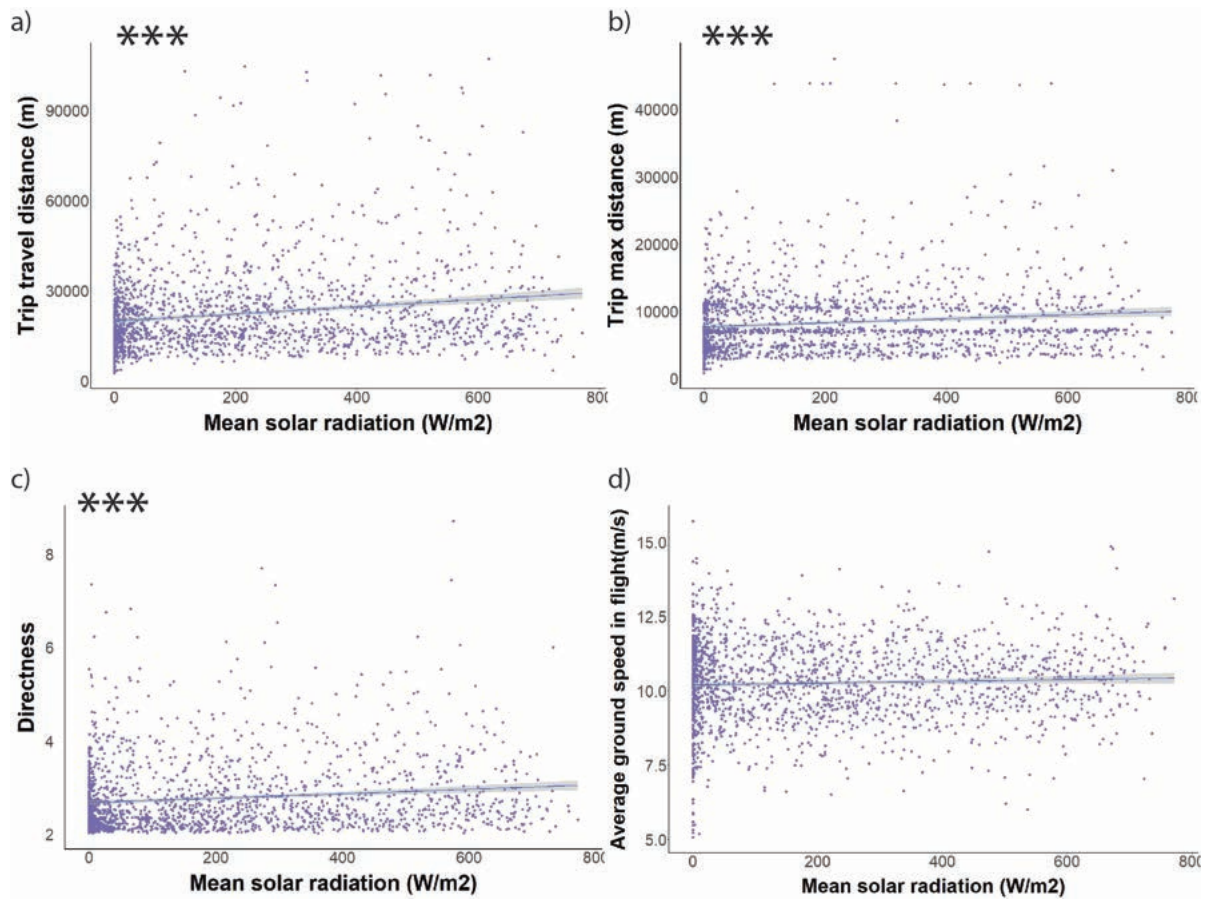 a)
***
Trip travel distance (m)
90000
60000
30000
0
0 200 400 600 800
Mean solar radiation (W/m2)
b)
***
Trip max distance (m)
40000
30000
20000
10000
0
0 200 400 600 800
Mean solar radiation (W/m2)
c)
***
Directness
8
6
4
2
0 200 400 600 800
Mean solar radiation (W/m2)
d)
Average ground speed in flight(m/s)
15.0
12.5
10.0
7.5
5.0
0 200 400 600 800
Mean solar radiation (W/m2)